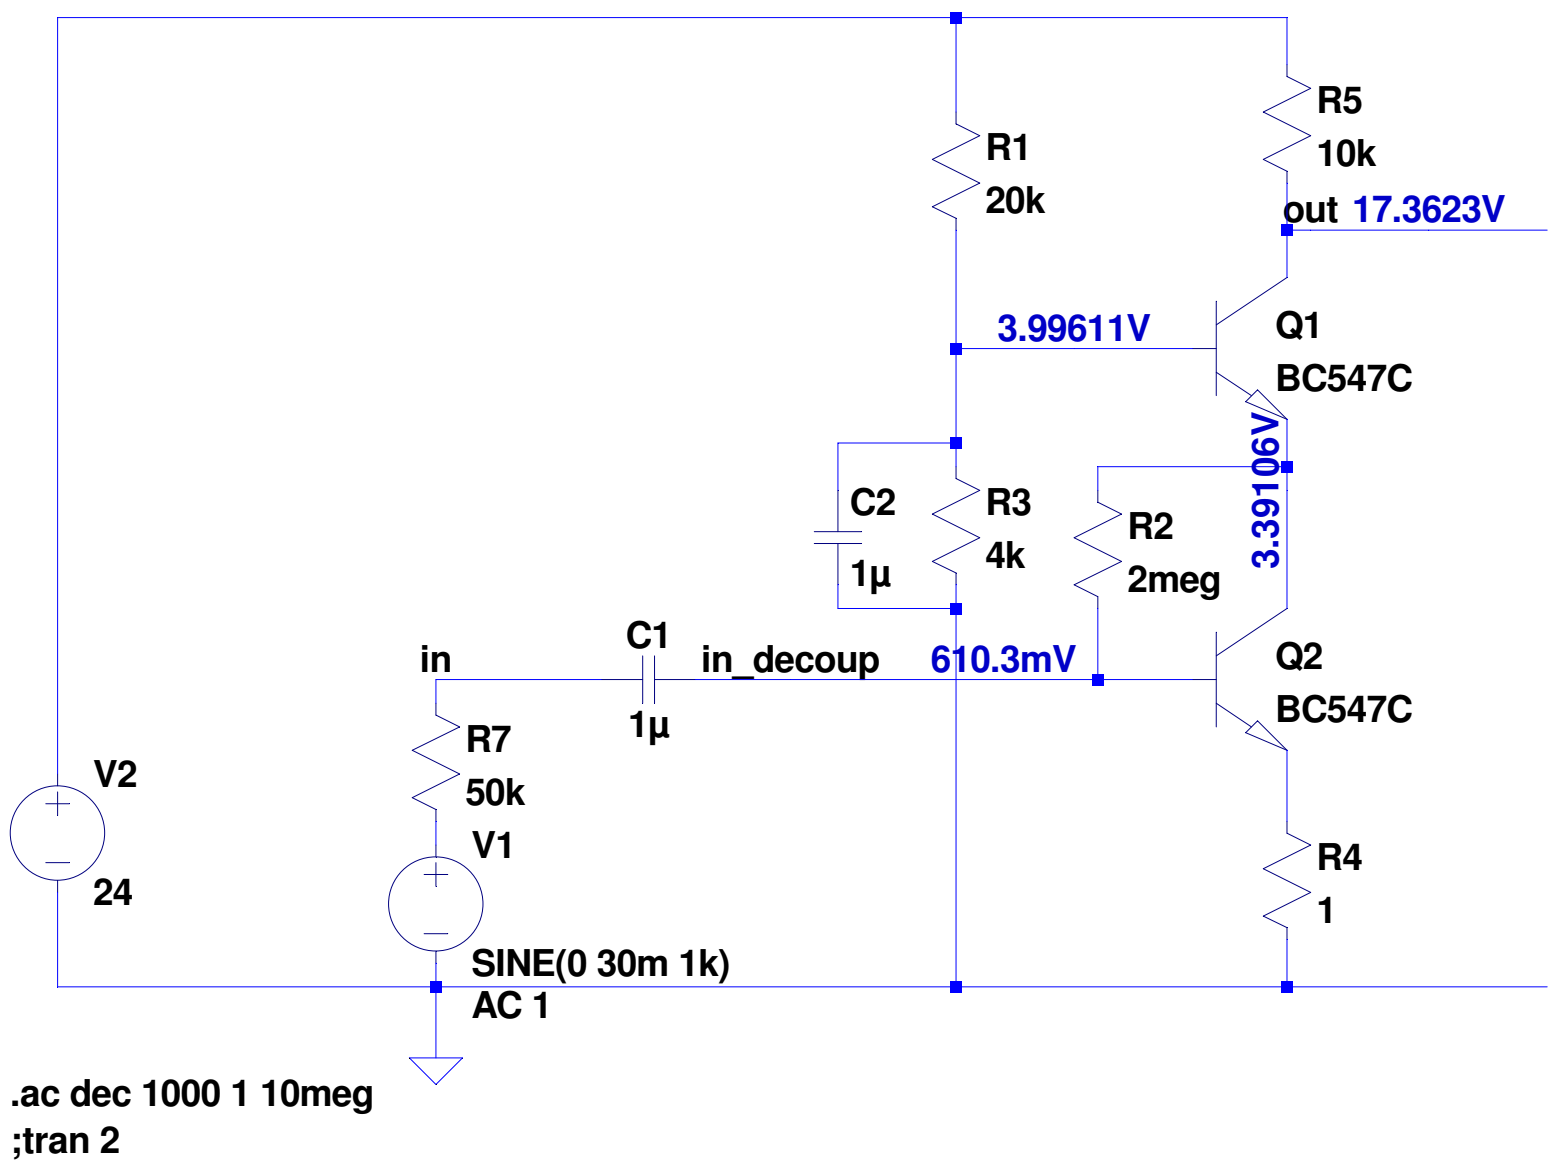 R5
10k
out 17.3623V
R1
20k
3.99611V
Q1
BC547C
3.39106V
C2
1µ
R3
4k
R2
2meg
in
C1
1µ
in_decoup
610.3mV
Q2
BC547C
R7
50k
V2
24
V1
SINE(0 30m 1k)
AC 1
R4
1
.ac dec 1000 1 10meg
;tran 2